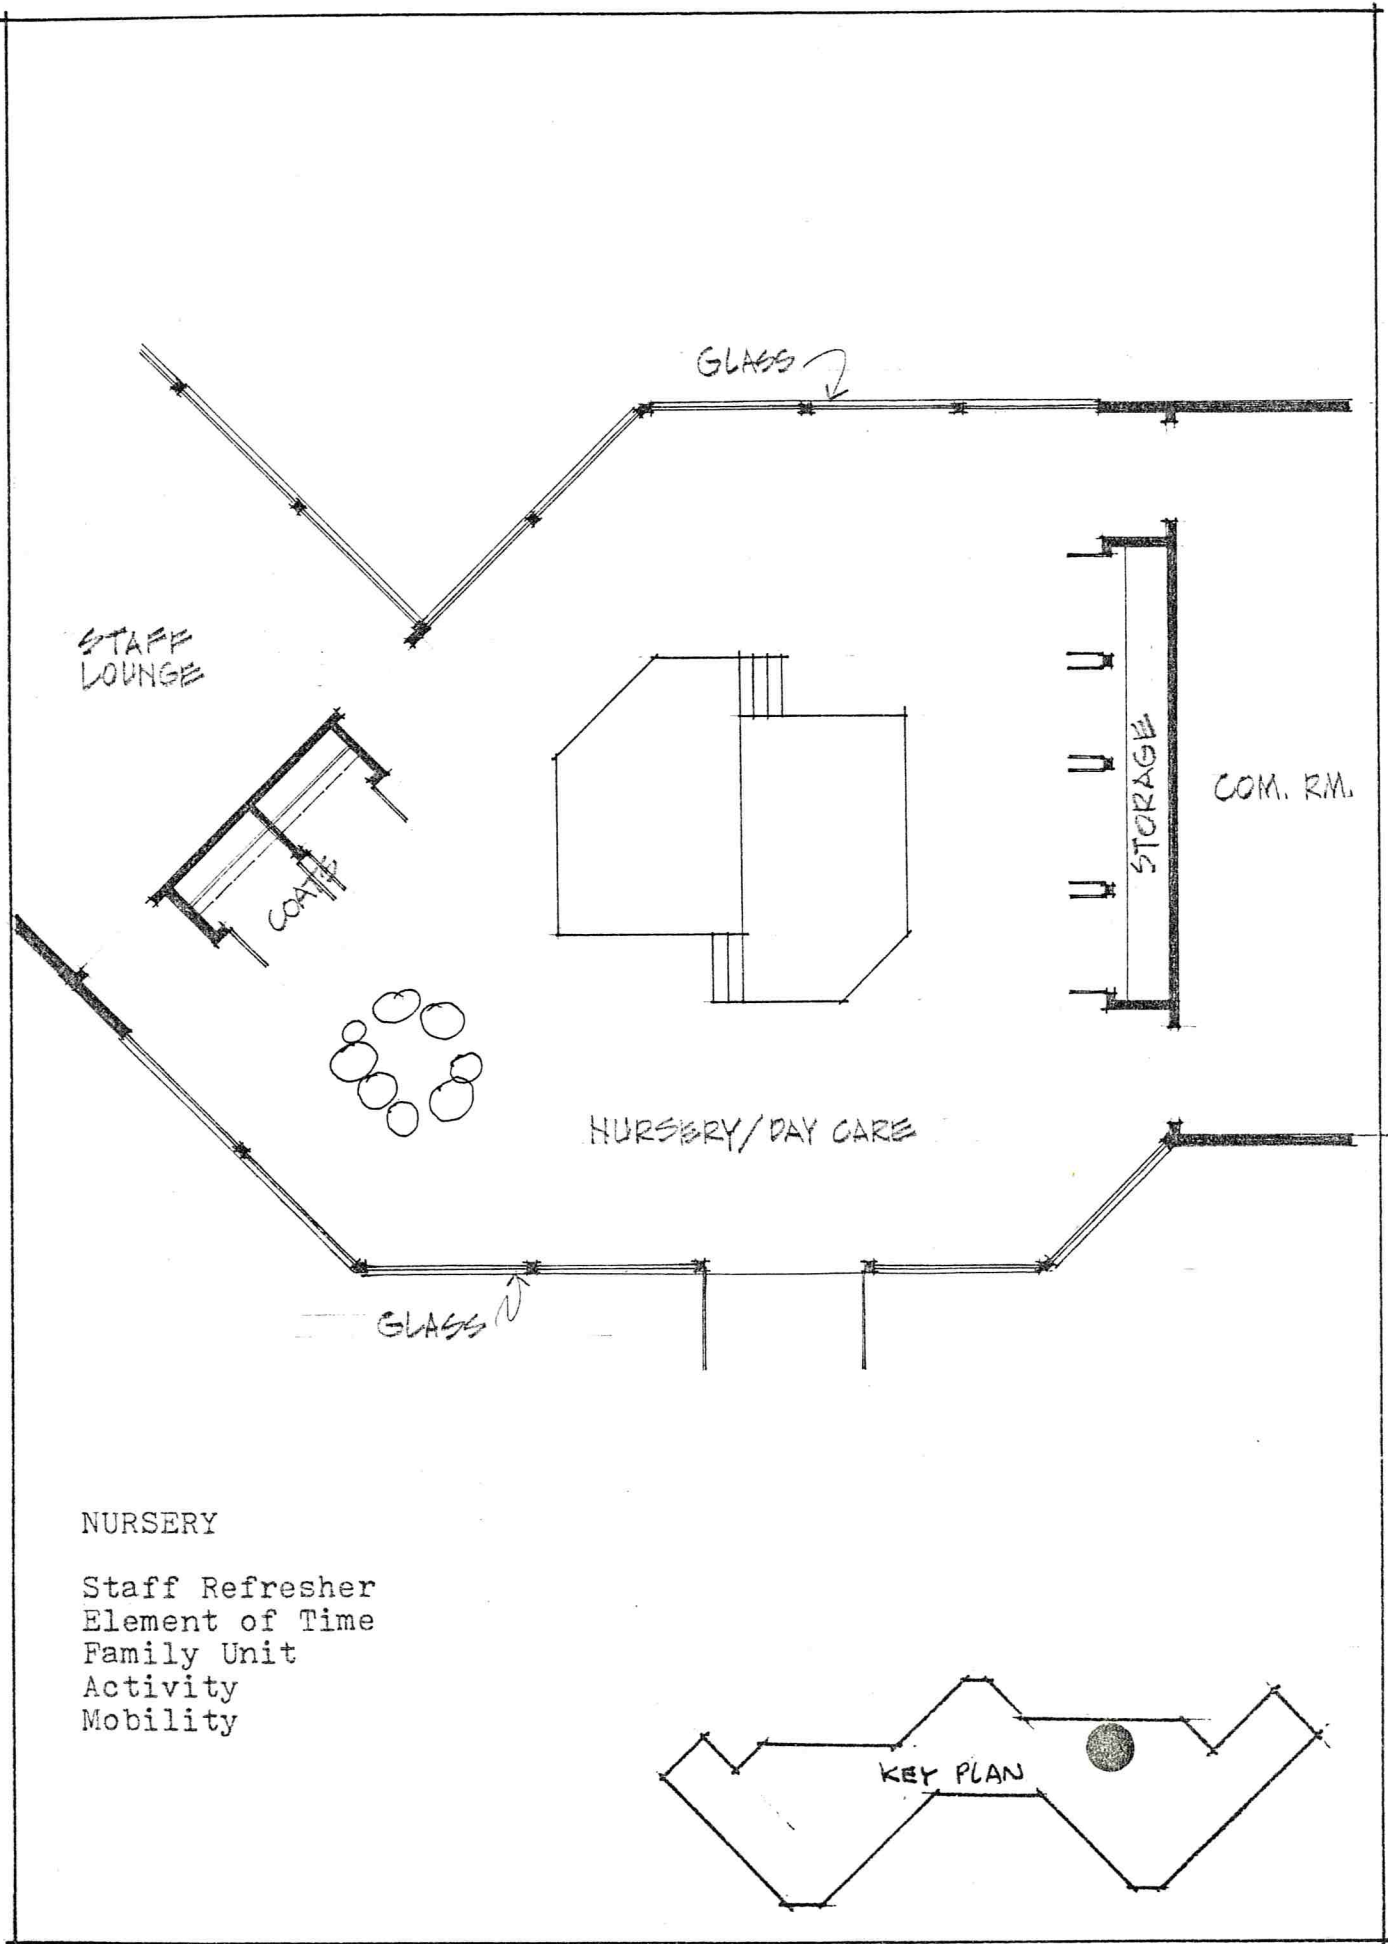 GLASS
STAFF
LOUNGE
STORAGE
COM. RM.
COATS
NURSERY/DAY CARE
GLASS
NURSERY
Staff Refresher
Element of Time
Family Unit
Activity
Mobility
KEY PLAN